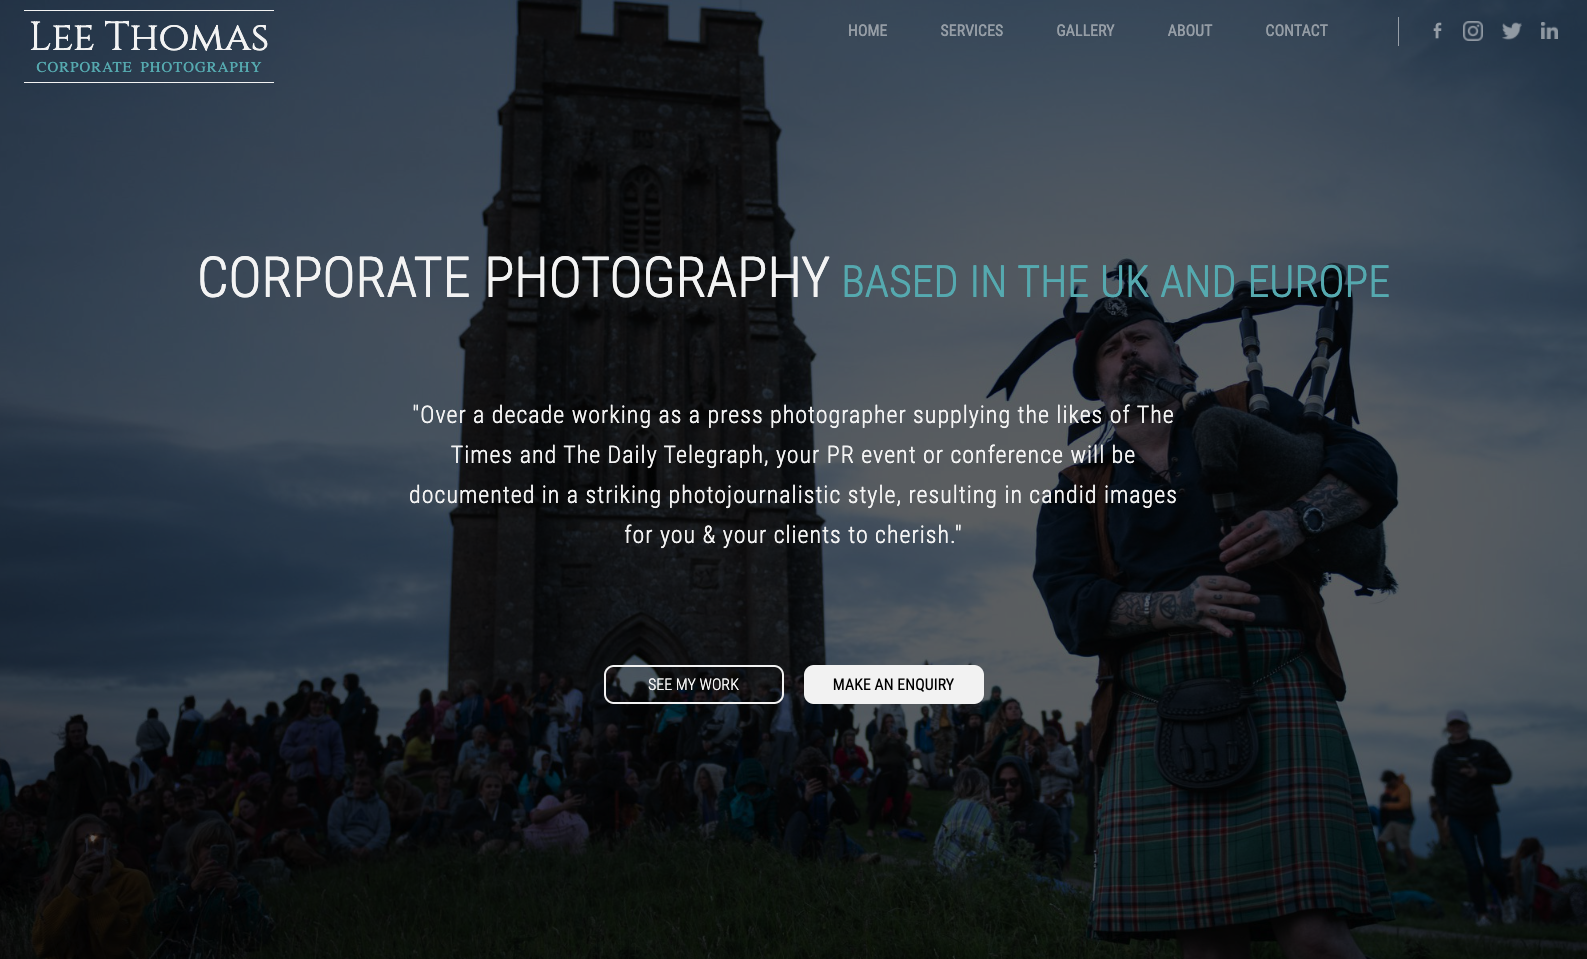 LEE THOMAS
CORPORATE PHOTOGRAPHY
HOME SERVICES GALLERY ABOUT CONTACT
CORPORATE PHOTOGRAPHY BASED IN THE UK AND EUROPE
"Over a decade working as a press photographer supplying the likes of The
Times and The Daily Telegraph, your PR event or conference will be
documented in a striking photojournalistic style, resulting in candid images
for you & your clients to cherish."
SEE MY WORK MAKE AN ENQUIRY